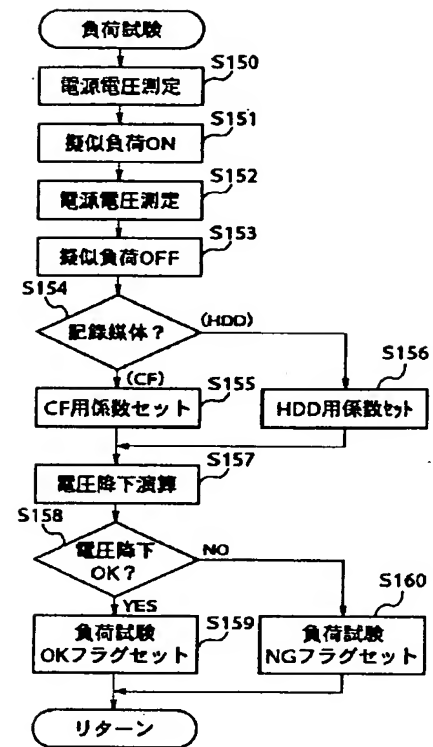 負荷試験
S150
電源電圧測定
S151
擬似負荷ON
S152
電源電圧測定
S153
擬似負荷OFF
S154
記録媒体?
(HDD)
(CF)
S155
CF用係数セット
S156
HDD用係数セット
S157
電圧降下演算
S158
電圧降下
OK?
NO
YES
S159
負荷試験
OKフラグセット
S160
負荷試験
NGフラグセット
リターン